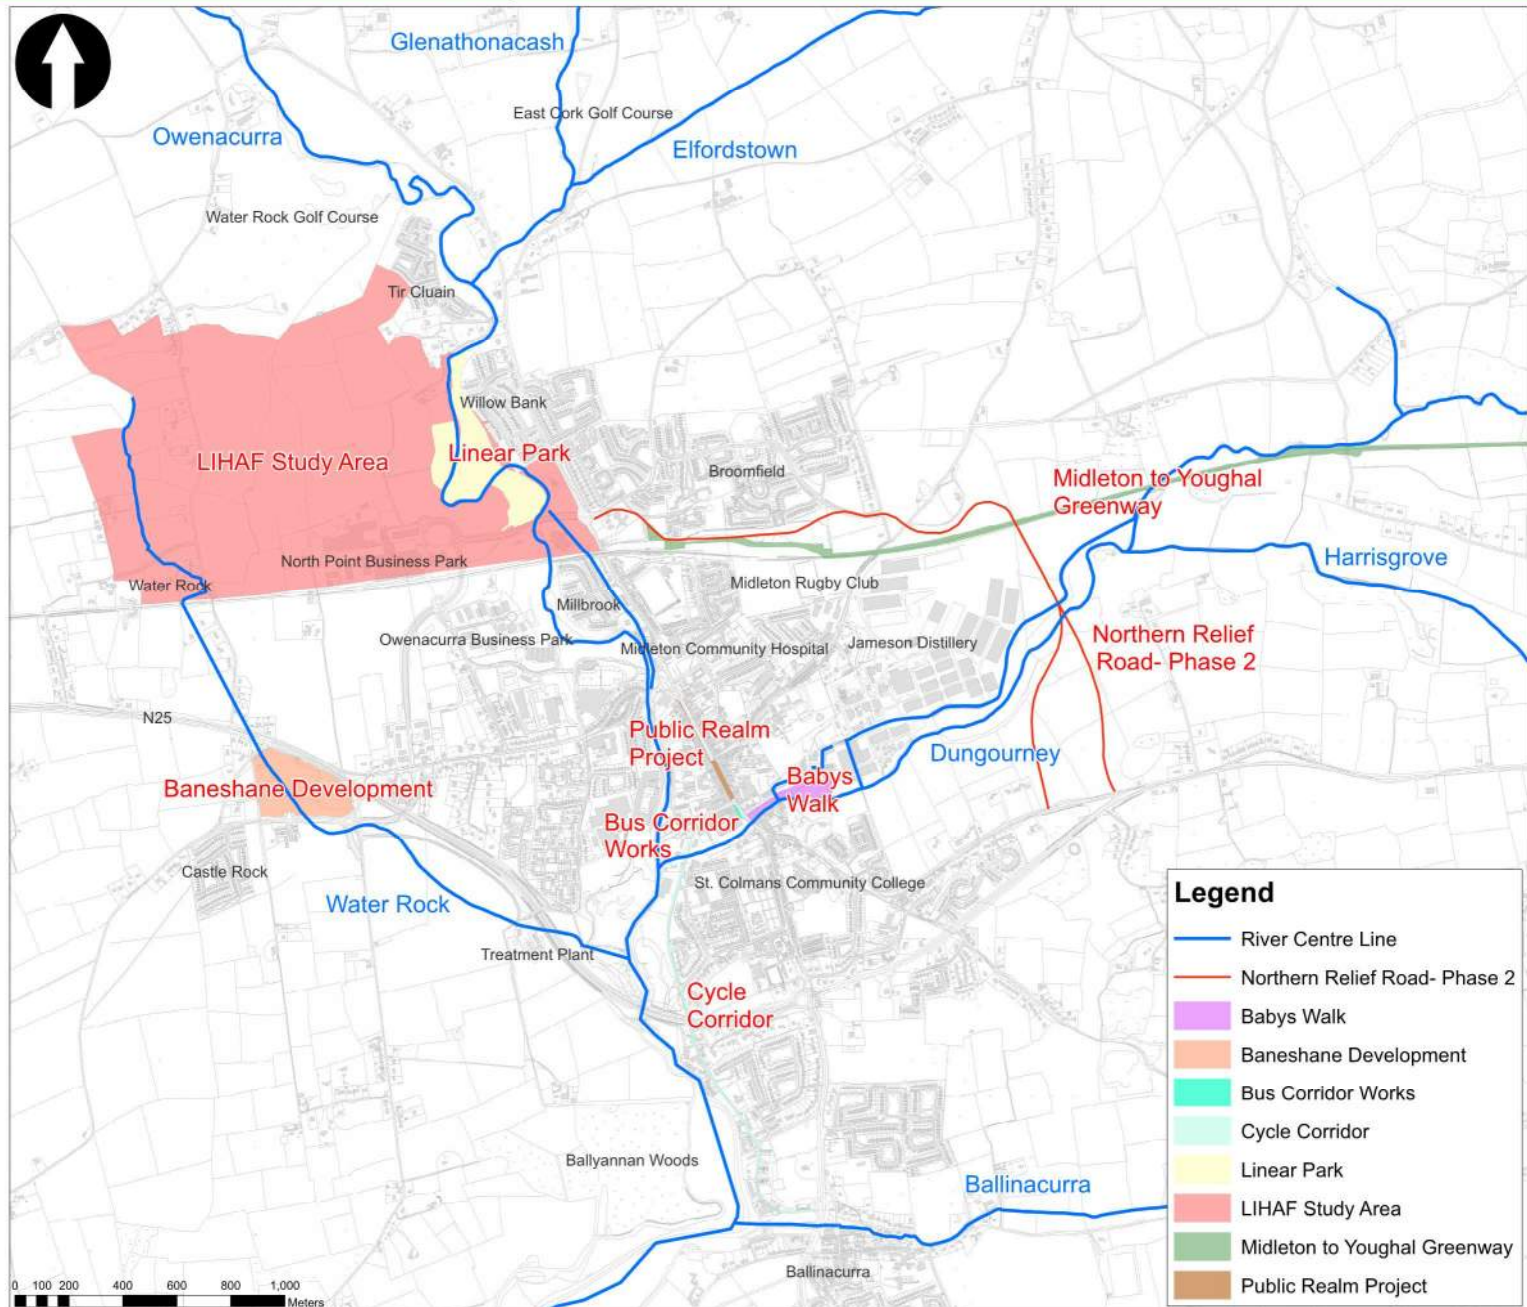 Glenathonacash
East Cork Golf Course
Owenacurra
Elfordstown
Water Rock Golf Course
Tir Cluain
Willow Bank
Linear Park
LIHAF Study Area
Broomfield
Midleton to Youghal
Greenway
North Point Business Park
Water Rock
Harrisgrove
Midleton Rugby Club
Millbrook
Owenacurra Business Park
Midleton Community Hospital
Jameson Distillery
Northern Relief
Road- Phase 2
N25
Public Realm
Project
Dungourney
Babys
Walk
Baneshane Development
Bus Corridor
Works
Castle Rock
St. Colmans Community College
Water Rock
Treatment Plant
Cycle
Corridor
Ballyannan Woods
Ballinacurra
Ballinacurra
Legend
River Centre Line
Northern Relief Road- Phase 2
Babys Walk
Baneshane Development
Bus Corridor Works
Cycle Corridor
Linear Park
LIHAF Study Area
Midleton to Youghal Greenway
Public Realm Project
0 100 200 400 600 800 1,000
Meters